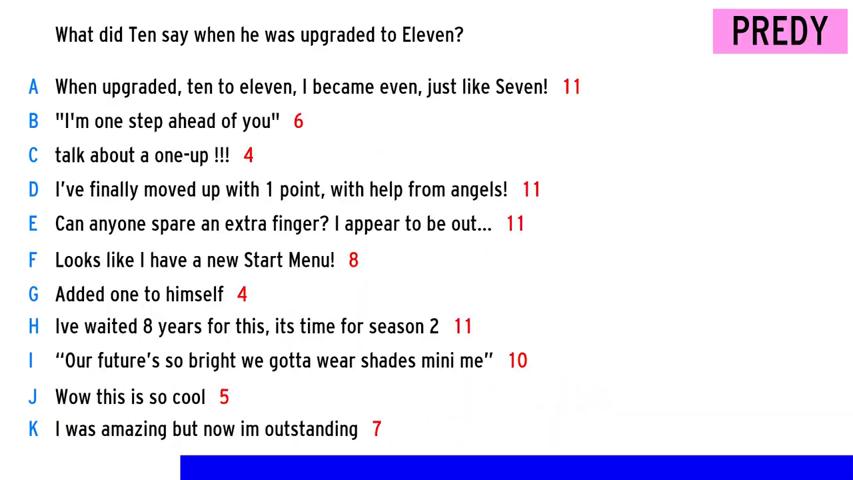 What did Ten say when he was upgraded to Eleven?
PREDY
A When upgraded, ten to eleven, I became even, just like Seven! 11
B "I'm one step ahead of you" 6
C talk about a one-up !!! 4
D I’ve finally moved up with 1 point, with help from angels! 11
E Can anyone spare an extra finger? I appear to be out... 11
F Looks like I have a new Start Menu! 8
G Added one to himself 4
H Ive waited 8 years for this, its time for season 2 11
I “Our future’s so bright we gotta wear shades mini me” 10
J Wow this is so cool 5
K I was amazing but now im outstanding 7